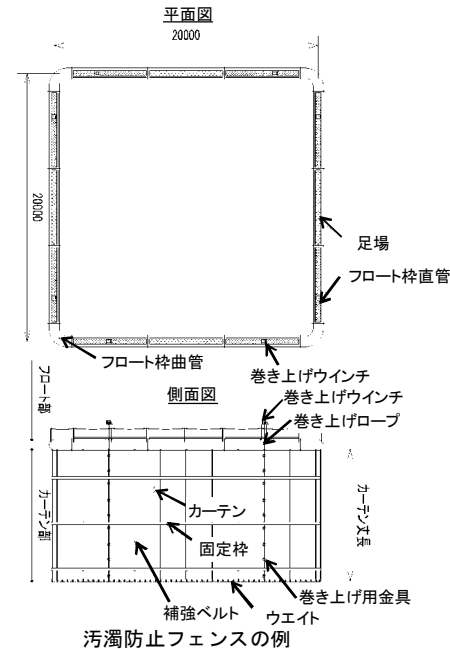 平面図
20000
20000
足場
フロート枠直管
フロート枠曲管
巻き上げウインチ
側面図
巻き上げウインチ
巻き上げロープ
フロート部
カーテン部
カーテン丈長
カーテン
固定枠
巻き上げ用金具
補強ベルト
ウエイト
汚濁防止フェンスの例